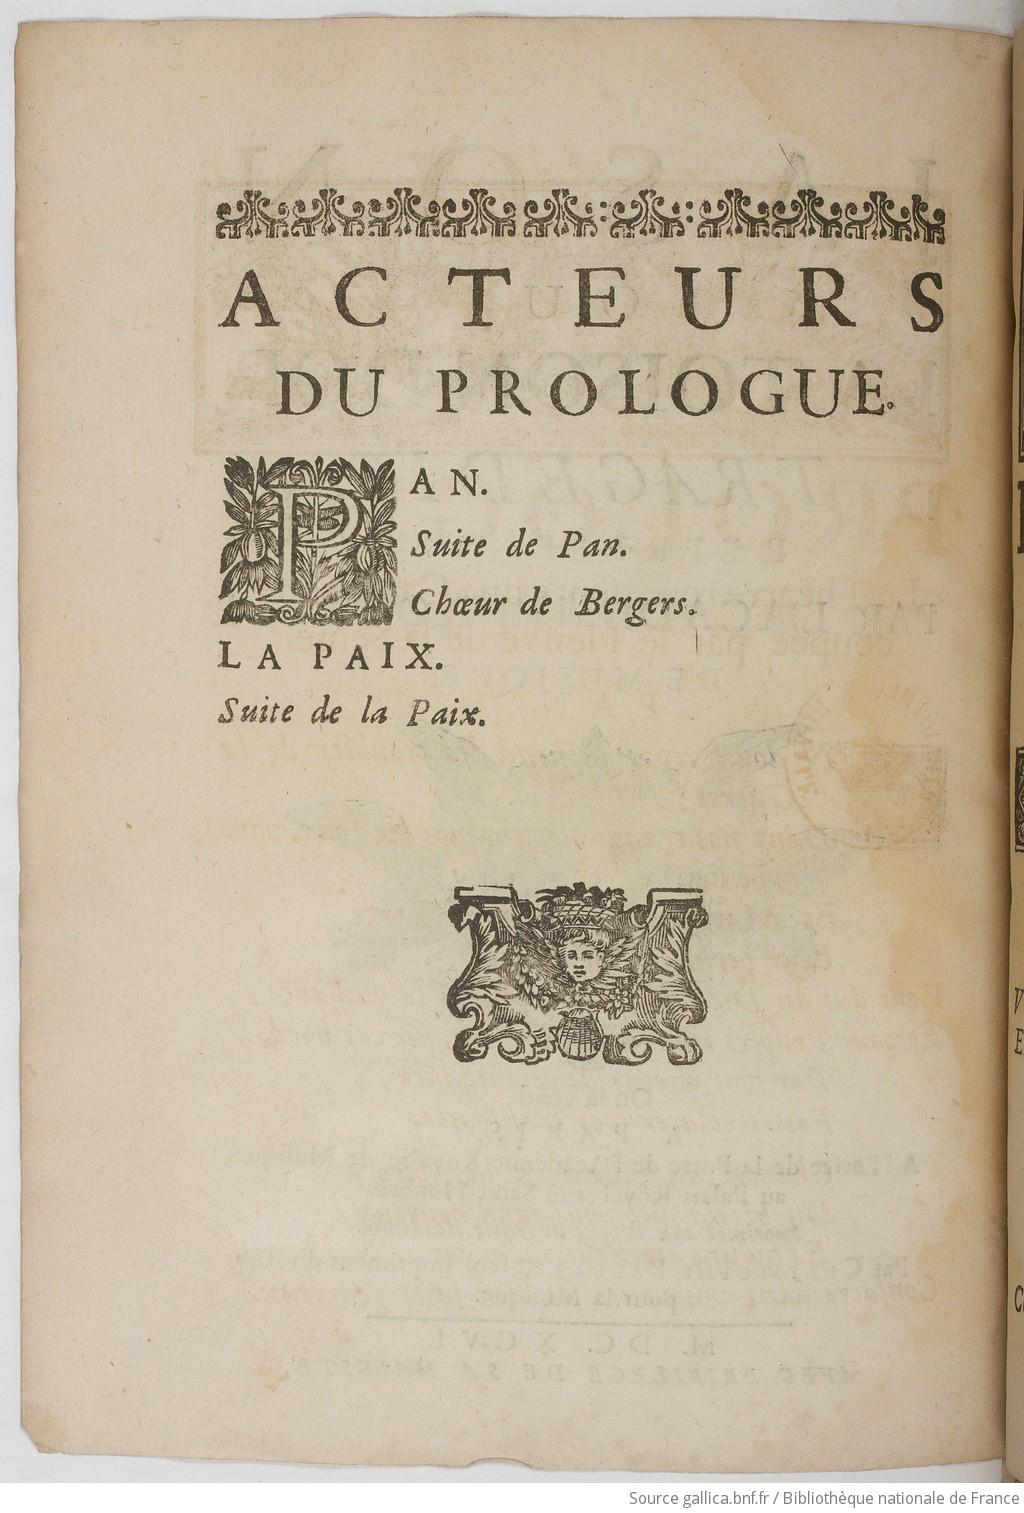 ACTEURS
DU PROLOGUE.
PAN.
Suite de Pan.
Chœur de Bergers.
LA PAIX.
Suite de la Paix.
Source gallica.bnf.fr / Bibliothèque nationale de France